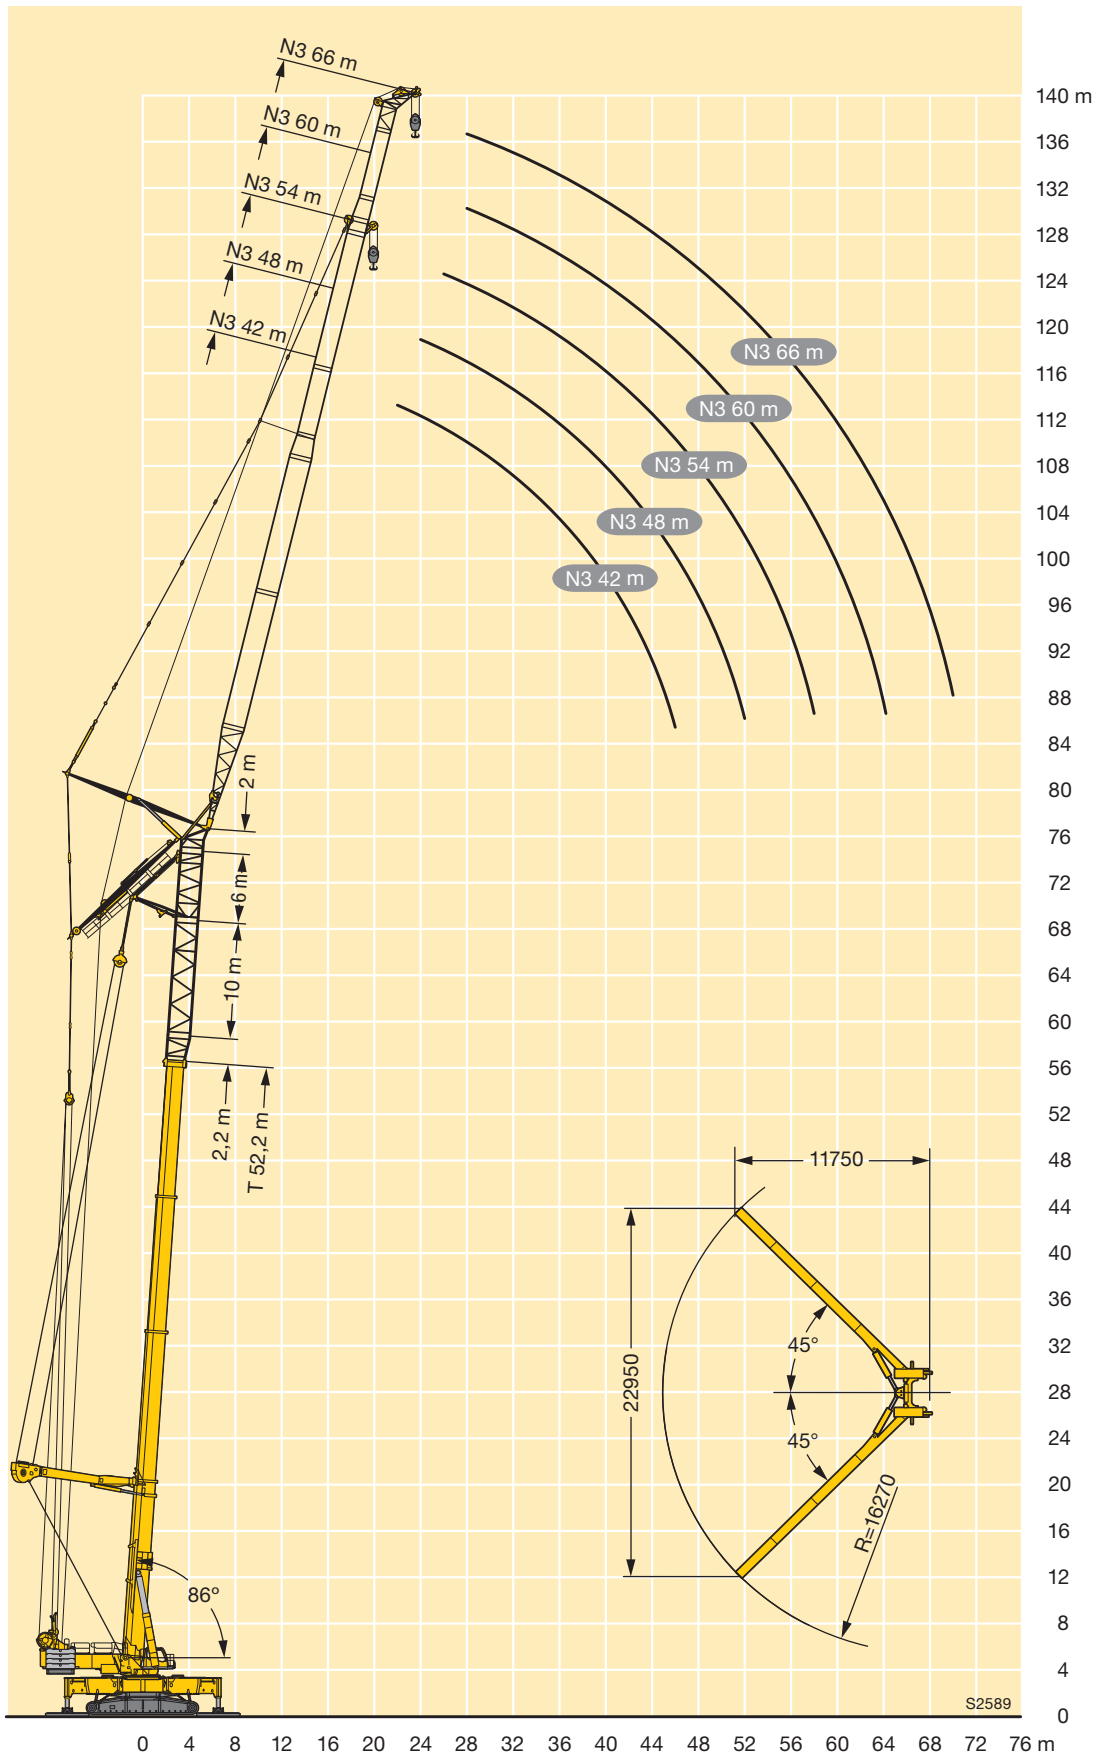 N3 66 m
140 m
N3 60 m
136
N3 54 m
132
128
N3 48 m
124
N3 42 m
120
N3 66 m
116
N3 60 m
112
N3 54 m
108
N3 48 m
104
100
N3 42 m
96
92
88
84
2 m
80
76
6 m
72
68
10 m
64
60
56
2,2 m
T 52,2 m
52
11750
48
44
40
36
45°
32
22950
28
45°
24
R=16270
20
16
86°
12
8
4
S2589
0
0 4 8 12 16 20 24 28 32 36 40 44 48 52 56 60 64 68 72 76 m